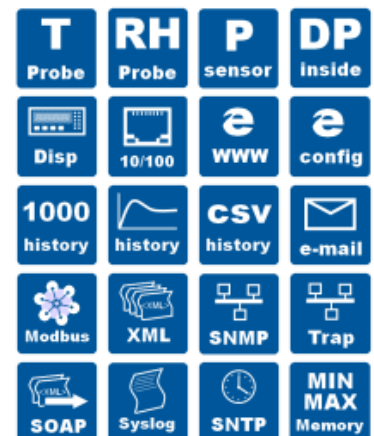 T
Probe
RH
Probe
P
sensor
DP
inside
Disp
10/100
e
WWW
e
config
1000
history
history
csv
history
e-mail
Modbus
<XML>
XML
SNMP
Trap
<XML>
SOAP
Syslog
SNTP
MIN
MAX
Memory